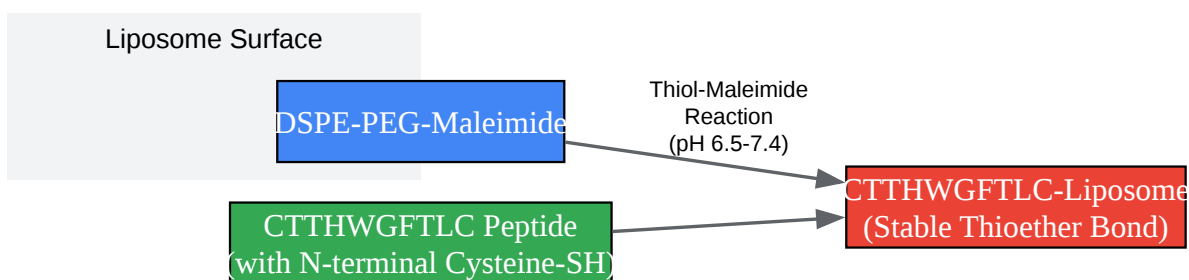 Liposome Surface
DSPE-PEG-Maleimide
Thiol-Maleimide
Reaction
(pH 6.5-7.4)
CTTHWGFTLC Peptide
(with N-terminal Cysteine-SH)
CTTHWGFTLC-Liposome
(Stable Thioether Bond)